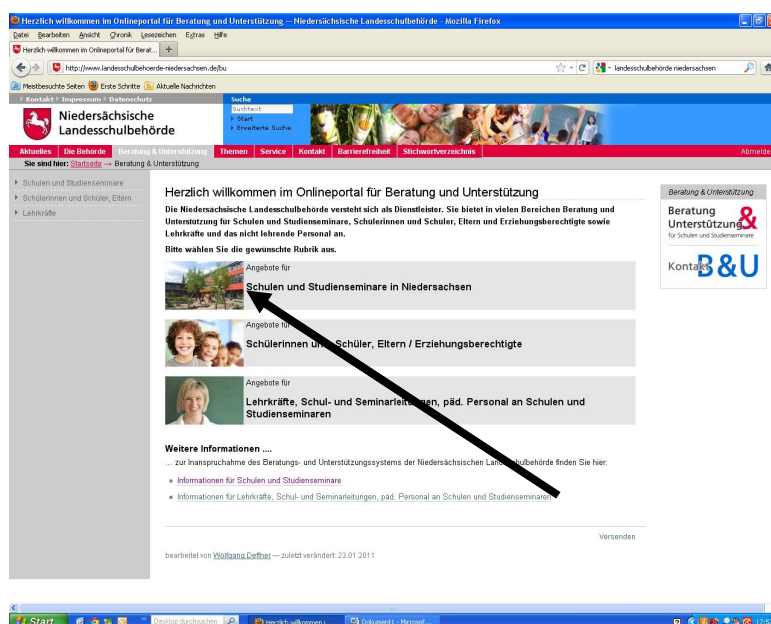 Herzlich willkommen im Onlineportal für Beratung und Unterstützung — Niedersächsische Landesschulbehörde - Mozilla Firefox
Datei Bearbeiten Ansicht Chronik Lesezeichen Extras Hilfe
Herzlich willkommen im Onlineportal für Berat...
http://www.landesschulbehoerde-niedersachsen.de/bu
landesschulbehörde niedersachsen
Meistbesuchte Seiten Erste Schritte Aktuelle Nachrichten
Kontakt Impressum Datenschutz
Suche
Suchtext
Start
Erweiterte Suche
Niedersächsische
Landesschulbehörde
Aktuelles Die Behörde Beratung & Unterstützung Themen Service Kontakt Barrierefreiheit Stichwortverzeichnis Abmelde
Sie sind hier: Startseite → Beratung & Unterstützung
Schulen und Studienseminare
Schülerinnen und Schüler, Eltern
Lehrkräfte
Herzlich willkommen im Onlineportal für Beratung und Unterstützung
Die Niedersächsische Landesschulbehörde versteht sich als Dienstleister. Sie bietet in vielen Bereichen Beratung und
Unterstützung für Schulen und Studienseminare, Schülerinnen und Schüler, Eltern und Erziehungsberechtigte sowie
Lehrkräfte und das nicht lehrende Personal an.
Bitte wählen Sie die gewünschte Rubrik aus.
Angebote für
Schulen und Studienseminare in Niedersachsen
Angebote für
Schülerinnen und Schüler, Eltern / Erziehungsberechtigte
Angebote für
Lehrkräfte, Schul- und Seminarleitungen, päd. Personal an Schulen und
Studienseminaren
Weitere Informationen ....
... zur Inanspruchahme des Beratungs- und Unterstützungssystems der Niedersächsischen Landesschulbehörde finden Sie hier:
Informationen für Schulen und Studienseminare
Informationen für Lehrkräfte, Schul- und Seminarleitungen, päd. Personal an Schulen und Studienseminaren
Versenden
bearbeitet von Wolfgang Deffner — zuletzt verändert: 23.01.2011
Beratung & Unterstützung
Beratung &
Unterstützung
für Schulen und Studienseminare
Kontakt B & U
Start
Desktop durchsuchen
Herzlich willkommen i...
Dokument1 - Microsof...